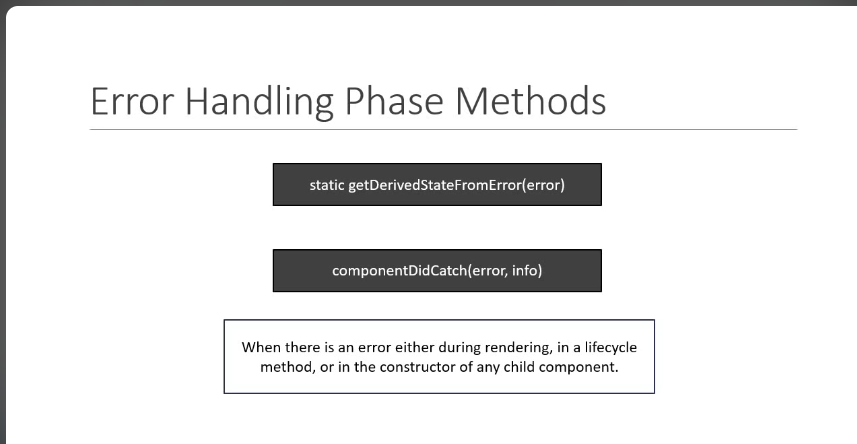 Error Handling Phase Methods
static getDerivedStateFromError(error)
componentDidCatch(error, info)
When there is an error either during rendering, in a lifecycle
method, or in the constructor of any child component.